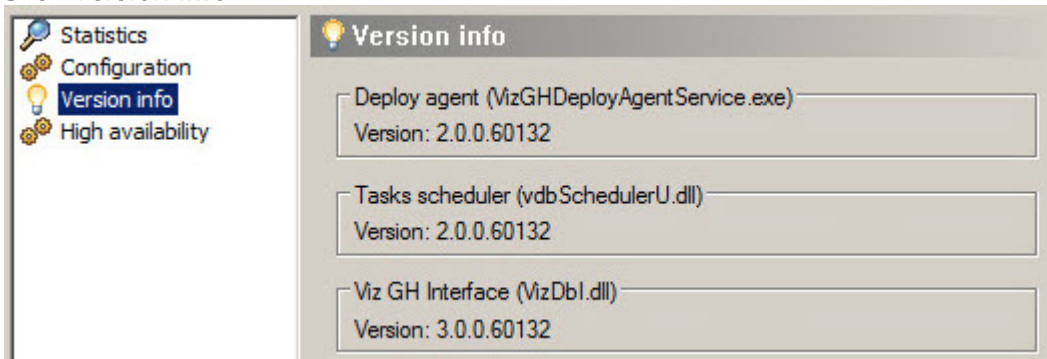 Statistics
Configuration
Version info
High availability
Version info
Deploy agent (VizGHDeployAgentService.exe)
Version: 2.0.0.60132
Tasks scheduler (vdbSchedulerU.dll)
Version: 2.0.0.60132
Viz GH Interface (VizDbI.dll)
Version: 3.0.0.60132